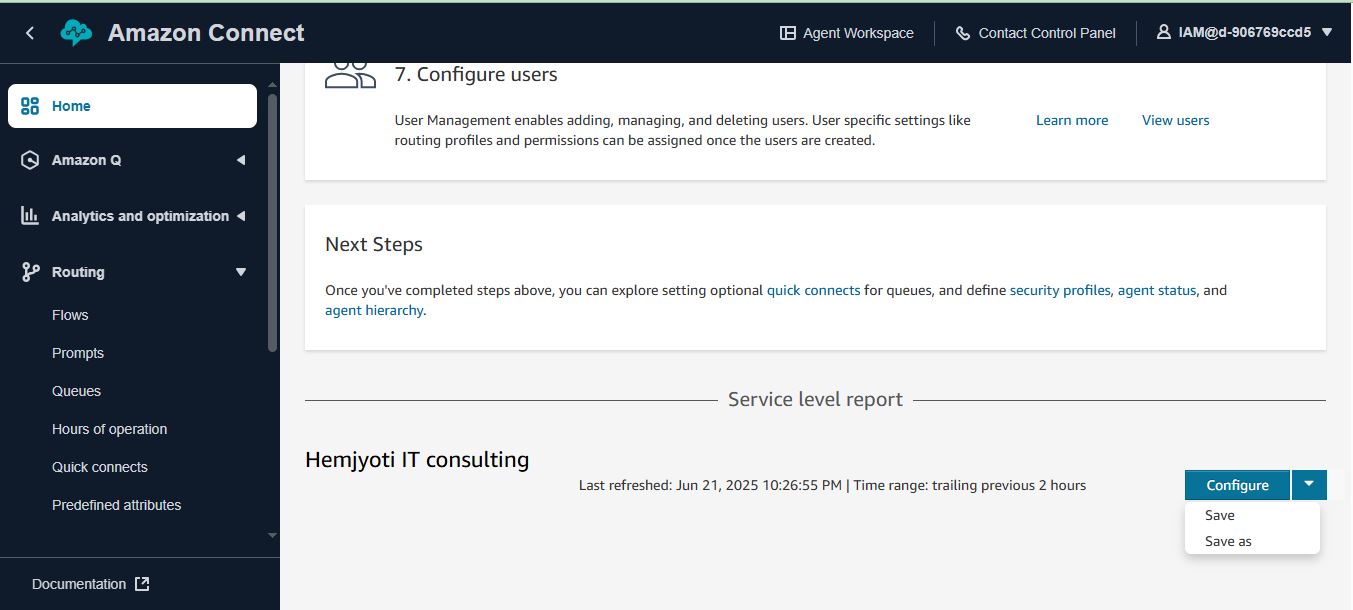 Amazon Connect
Agent Workspace
Contact Control Panel
IAM@d-906769ccd5
Home
Amazon Q
Analytics and optimization
Routing
Flows
Prompts
Queues
Hours of operation
Quick connects
Predefined attributes
Documentation
7. Configure users
User Management enables adding, managing, and deleting users. User specific settings like
routing profiles and permissions can be assigned once the users are created.
Learn more
View users
Next Steps
Once you've completed steps above, you can explore setting optional quick connects for queues, and define security profiles, agent status, and
agent hierarchy.
Service level report
Hemjyoti IT consulting
Last refreshed: Jun 21, 2025 10:26:55 PM | Time range: trailing previous 2 hours
Configure
Save
Save as